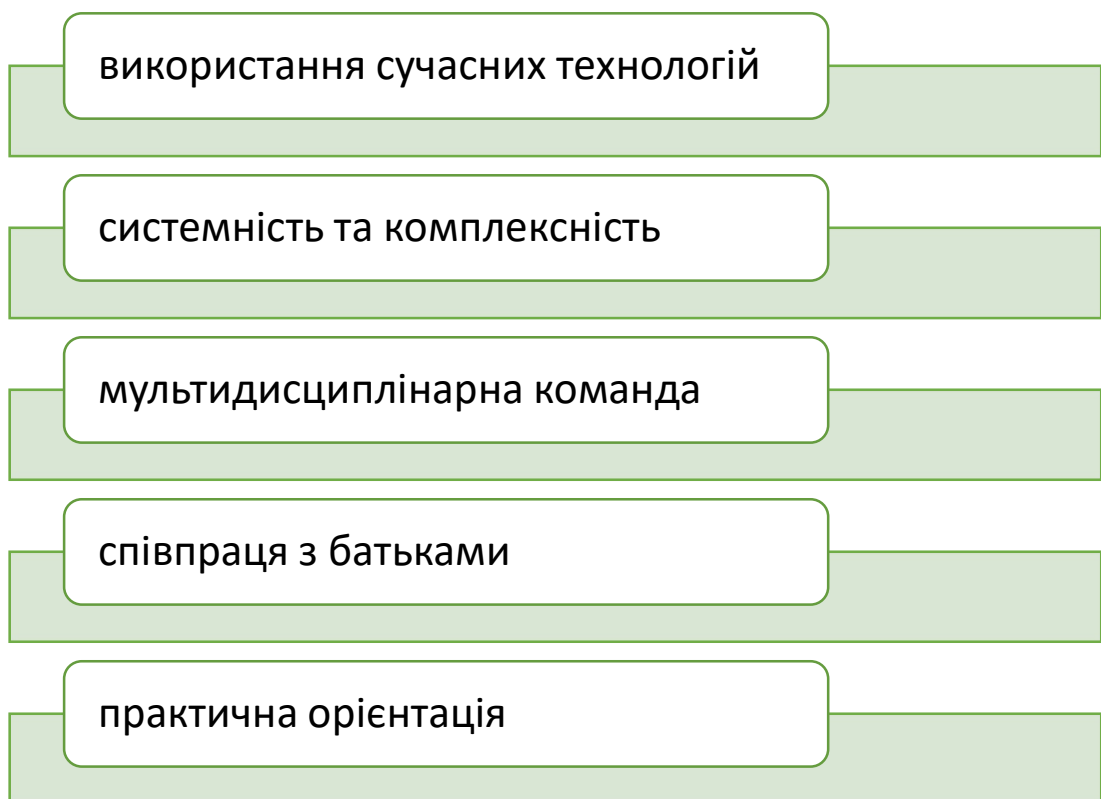 використання сучасних технологій
системність та комплексність
мультидисциплінарна команда
співпраця з батьками
практична орієнтація